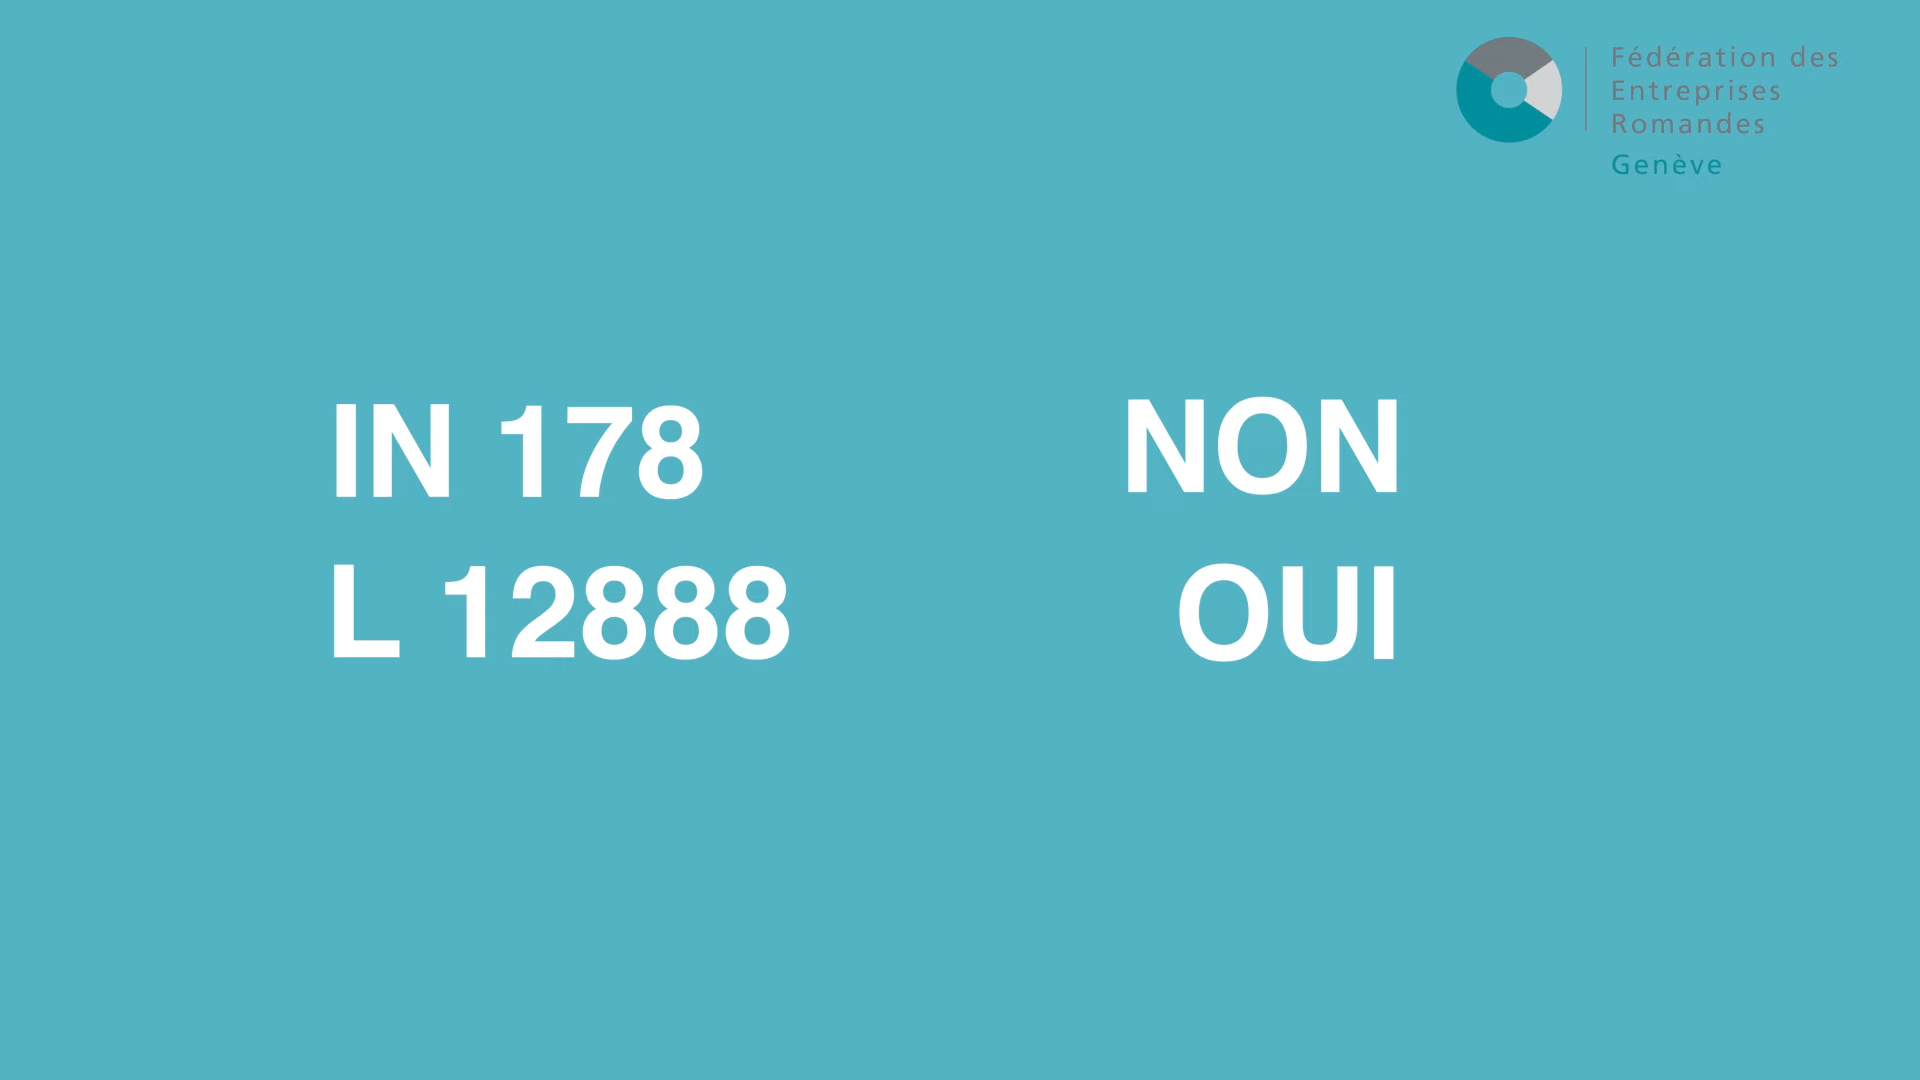 Fédération des
Entreprises
Romandes
Genève
IN 178 NON
L 12888 OUI